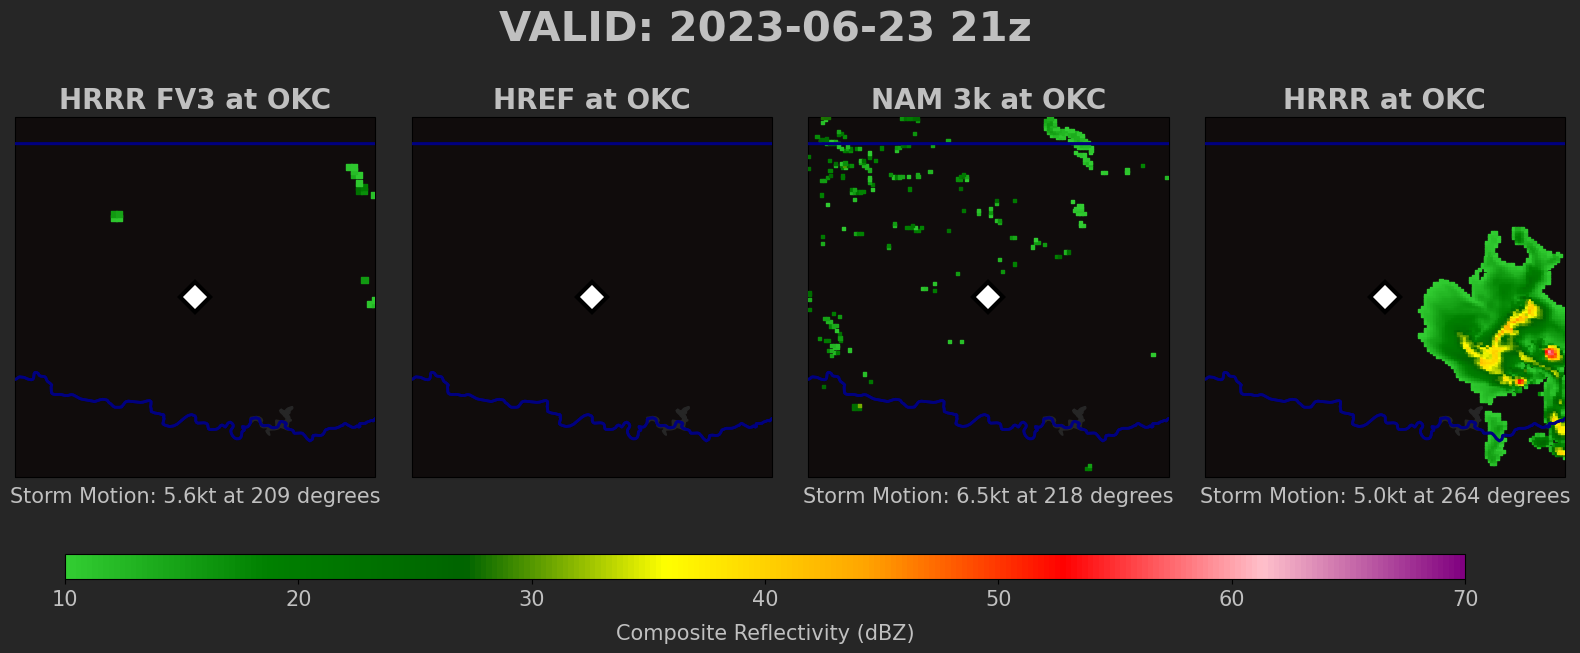 VALID: 2023-06-23 21z
HRRR FV3 at OKC
HREF at OKC
NAM 3k at OKC
HRRR at OKC
Storm Motion: 5.6kt at 209 degrees
Storm Motion: 6.5kt at 218 degrees
Storm Motion: 5.0kt at 264 degrees
10 20 30 40 50 60 70
Composite Reflectivity (dBZ)